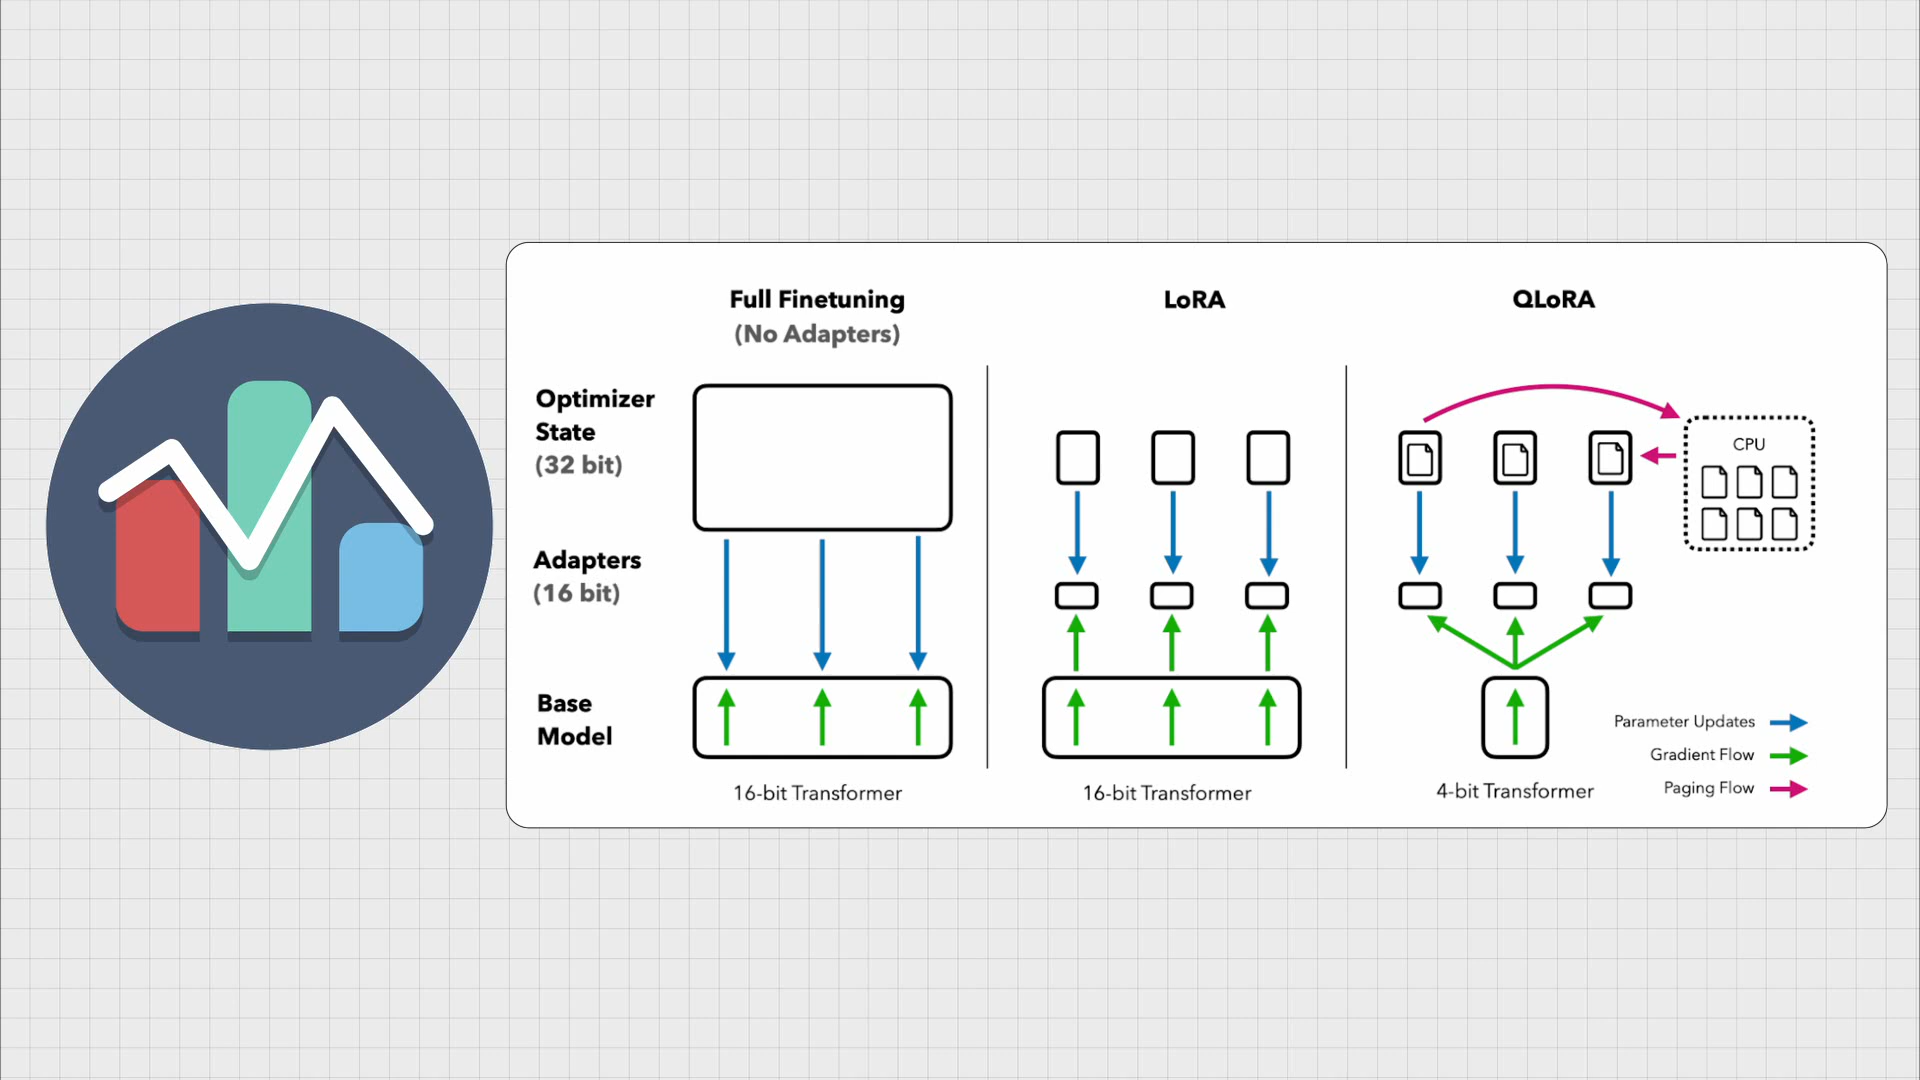 Full Finetuning
(No Adapters)
LoRA
QLoRA
Optimizer
State
(32 bit)
CPU
Adapters
(16 bit)
Base
Model
Parameter Updates
Gradient Flow
Paging Flow
16-bit Transformer
16-bit Transformer
4-bit Transformer